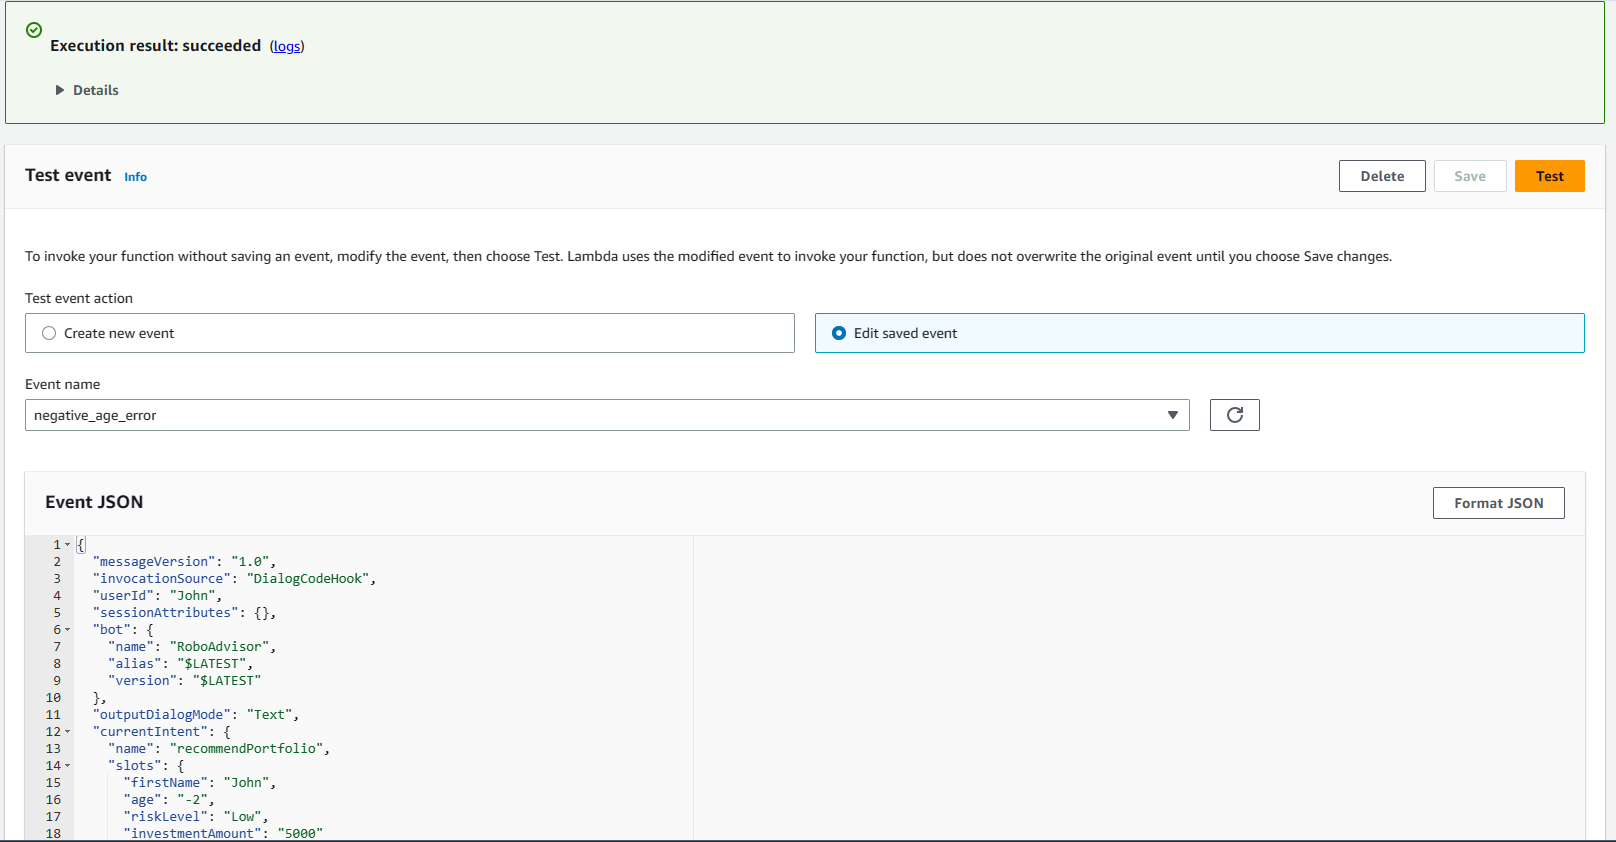 Execution result: succeeded (logs)
Details
Test event Info
Delete
Save
Test
To invoke your function without saving an event, modify the event, then choose Test. Lambda uses the modified event to invoke your function, but does not overwrite the original event until you choose Save changes.
Test event action
Create new event
Edit saved event
Event name
negative_age_error
Event JSON
Format JSON
1 {
2 "messageVersion": "1.0",
3 "invocationSource": "DialogCodeHook",
4 "userId": "John",
5 "sessionAttributes": {},
6 "bot": {
7 "name": "RoboAdvisor",
8 "alias": "$LATEST",
9 "version": "$LATEST"
10 },
11 "outputDialogMode": "Text",
12 "currentIntent": {
13 "name": "recommendPortfolio",
14 "slots": {
15 "firstName": "John",
16 "age": "-2",
17 "riskLevel": "Low",
18 "investmentAmount": "5000"